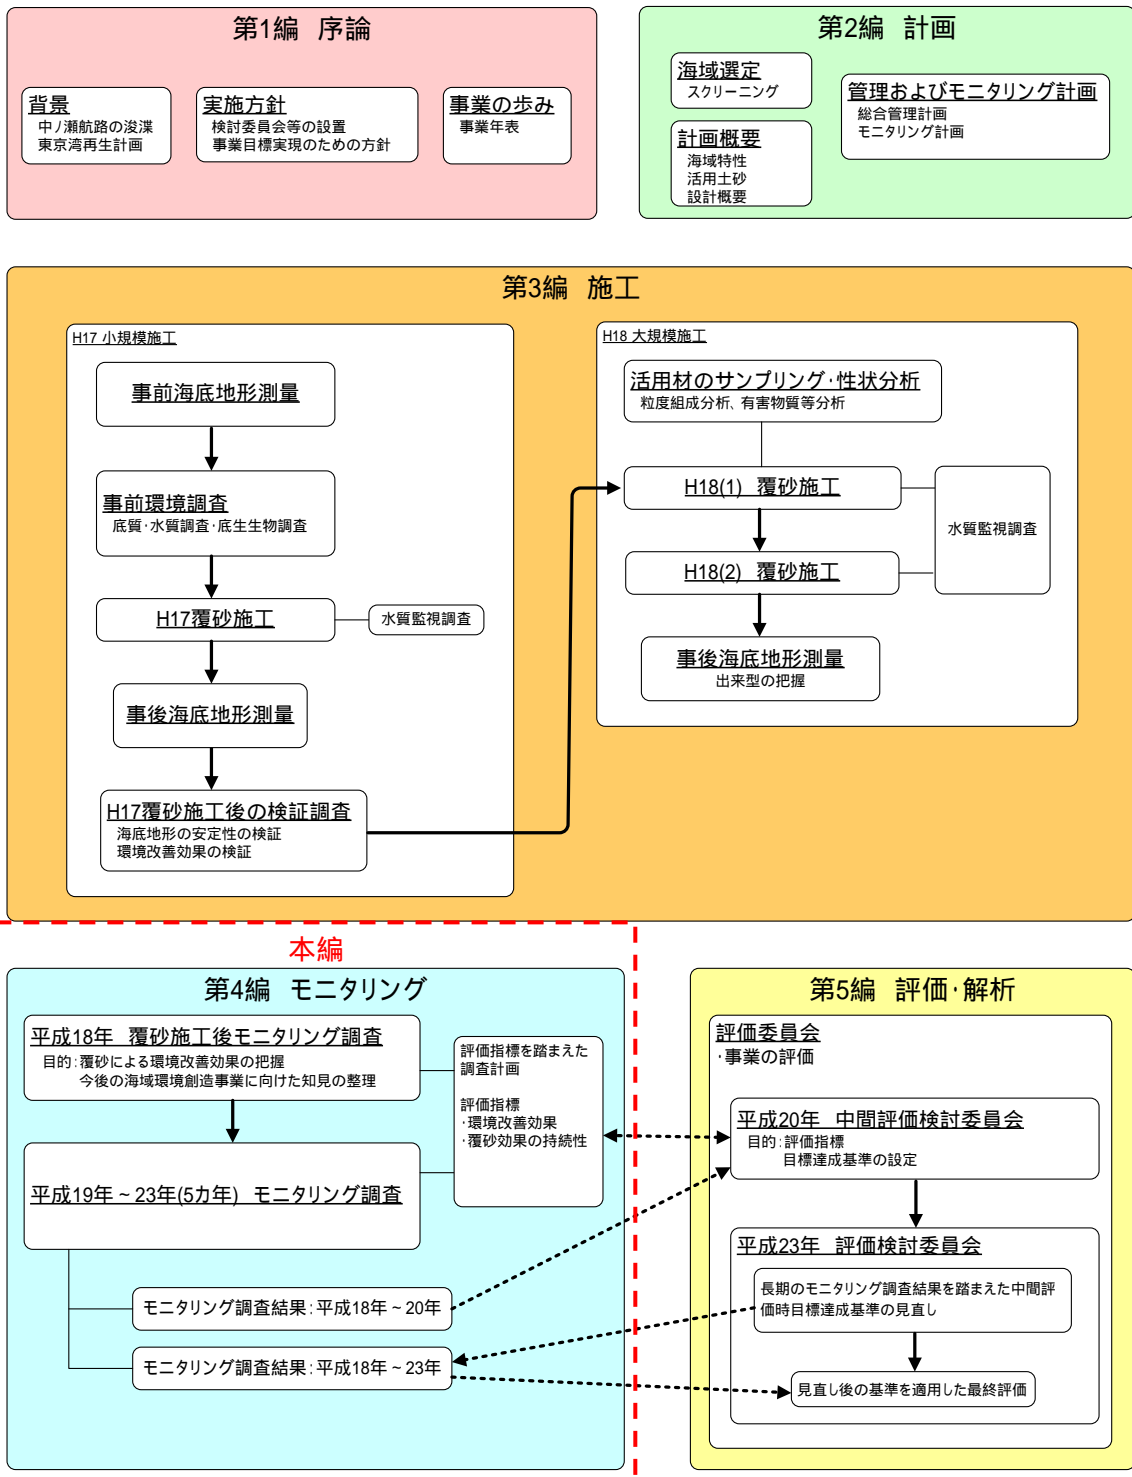 第1編 序論
背景
中ノ瀬航路の浚渫
東京湾再生計画
実施方針
検討委員会等の設置
事業目標実現のための方針
事業の歩み
事業年表
第2編 計画
海域選定
スクリーニング
計画概要
海域特性
活用土砂
設計概要
管理およびモニタリング計画
総合管理計画
モニタリング計画
第3編 施工
H17 小規模施工
事前海底地形測量
事前環境調査
底質・水質調査・底生生物調査
H17覆砂施工
水質監視調査
事後海底地形測量
H17覆砂施工後の検証調査
海底地形の安定性の検証
環境改善効果の検証
H18 大規模施工
活用材のサンプリング・性状分析
粒度組成分析、有害物質等分析
H18(1) 覆砂施工
H18(2) 覆砂施工
水質監視調査
事後海底地形測量
出来型の把握
本編
第4編 モニタリング
平成18年 覆砂施工後モニタリング調査
目的:覆砂による環境改善効果の把握
今後の海域環境創造事業に向けた知見の整理
平成19年~23年(5カ年) モニタリング調査
評価指標を踏まえた
調査計画
評価指標
・環境改善効果
・覆砂効果の持続性
モニタリング調査結果:平成18年~20年
モニタリング調査結果:平成18年~23年
第5編 評価・解析
評価委員会
・事業の評価
平成20年 中間評価検討委員会
目的:評価指標
目標達成基準の設定
平成23年 評価検討委員会
長期のモニタリング調査結果を踏まえた中間評
価時目標達成基準の見直し
見直し後の基準を適用した最終評価